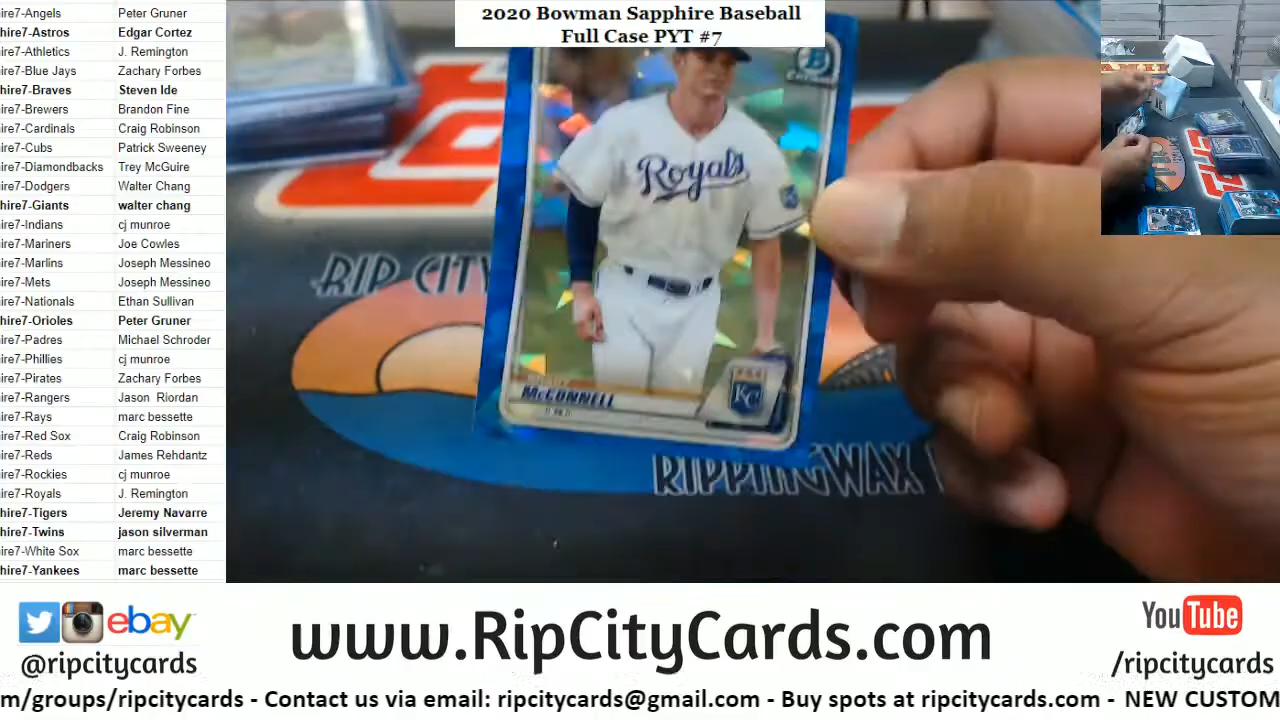 2020 Bowman Sapphire Baseball
Full Case PYT #7
ire7-Angels Peter Gruner
hire7-Astros Edgar Cortez
ire7-Athletics J. Remington
ire7-Blue Jays Zachary Forbes
hire7-Braves Steven Ide
ire7-Brewers Brandon Fine
ire7-Cardinals Craig Robinson
ire7-Cubs Patrick Sweeney
ire7-Diamondbacks Trey McGuire
ire7-Dodgers Walter Chang
hire7-Giants walter chang
ire7-Indians cj munroe
ire7-Mariners Joe Cowles
ire7-Marlins Joseph Messineo
ire7-Mets Joseph Messineo
ire7-Nationals Ethan Sullivan
hire7-Orioles Peter Gruner
ire7-Padres Michael Schroder
ire7-Phillies cj munroe
ire7-Pirates Zachary Forbes
ire7-Rangers Jason Riordan
ire7-Rays marc bessette
ire7-Red Sox Craig Robinson
ire7-Reds James Rehdantz
ire7-Rockies cj munroe
ire7-Royals J. Remington
hire7-Tigers Jeremy Navarre
hire7-Twins jason silverman
ire7-White Sox marc bessette
hire7-Yankees marc bessette
B
Royals
McCONNELL
KC
RIP CITY
RIPPINGWAX
ebay
@ripcitycards
www.RipCityCards.com
YouTube
/ripcitycards
m/groups/ripcitycards - Contact us via email: ripcitycards@gmail.com - Buy spots at ripcitycards.com - NEW CUSTOM